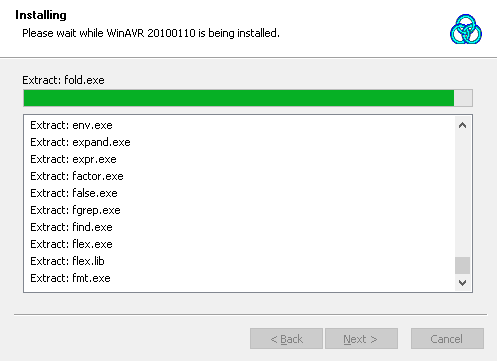 Installing
Please wait while WinAVR 20100110 is being installed.
Extract: fold.exe
Extract: env.exe
Extract: expand.exe
Extract: expr.exe
Extract: factor.exe
Extract: false.exe
Extract: fgrep.exe
Extract: find.exe
Extract: flex.exe
Extract: flex.lib
Extract: fmt.exe
< Back Next > Cancel